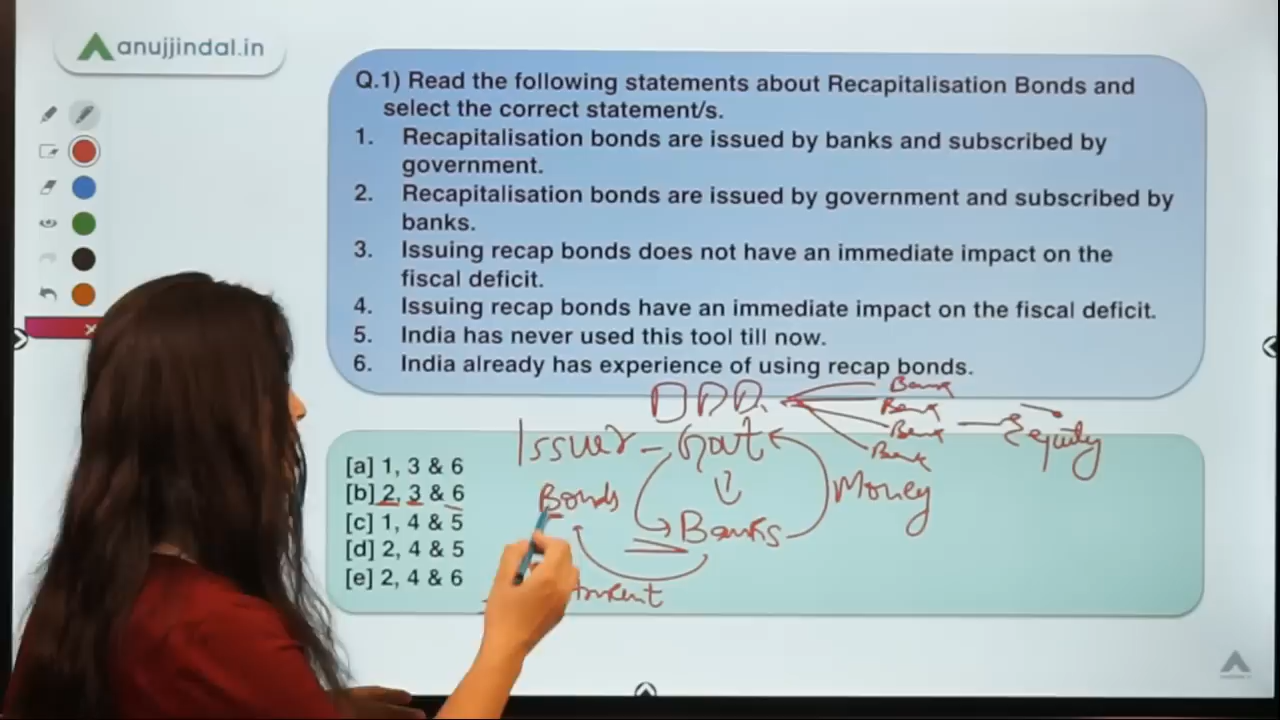 anujjindal.in
Q.1) Read the following statements about Recapitalisation Bonds and
select the correct statement/s.
1. Recapitalisation bonds are issued by banks and subscribed by
government.
2. Recapitalisation bonds are issued by government and subscribed by
banks.
3. Issuing recap bonds does not have an immediate impact on the
fiscal deficit.
4. Issuing recap bonds have an immediate impact on the fiscal deficit.
5. India has never used this tool till now.
6. India already has experience of using recap bonds.
Bank
Bank
Bank
Bank
Equity
Issuer - Govt
Bonds
Money
Banks
[a] 1, 3 & 6
[b] 2, 3 & 6
[c] 1, 4 & 5
[d] 2, 4 & 5
[e] 2, 4 & 6